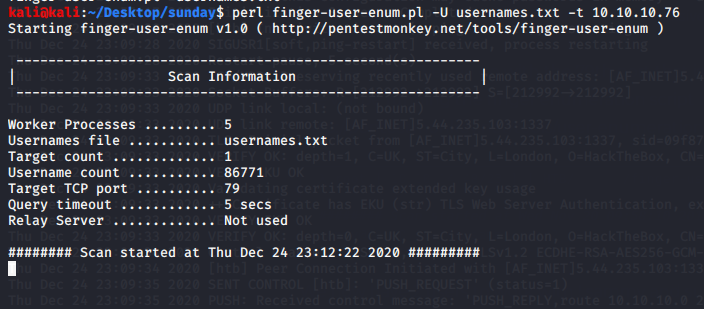 kali@kali:~/Desktop/sunday$ perl finger-user-enum.pl -U usernames.txt -t 10.10.10.76
Starting finger-user-enum v1.0 ( http://pentestmonkey.net/tools/finger-user-enum )
----------------------------------------------------------
|                   Scan Information                       |
----------------------------------------------------------
Worker Processes ......... 5
Usernames file ........... usernames.txt
Target count ............. 1
Username count ........... 86771
Target TCP port .......... 79
Query timeout ............ 5 secs
Relay Server ............. Not used
######## Scan started at Thu Dec 24 23:12:22 2020 #########